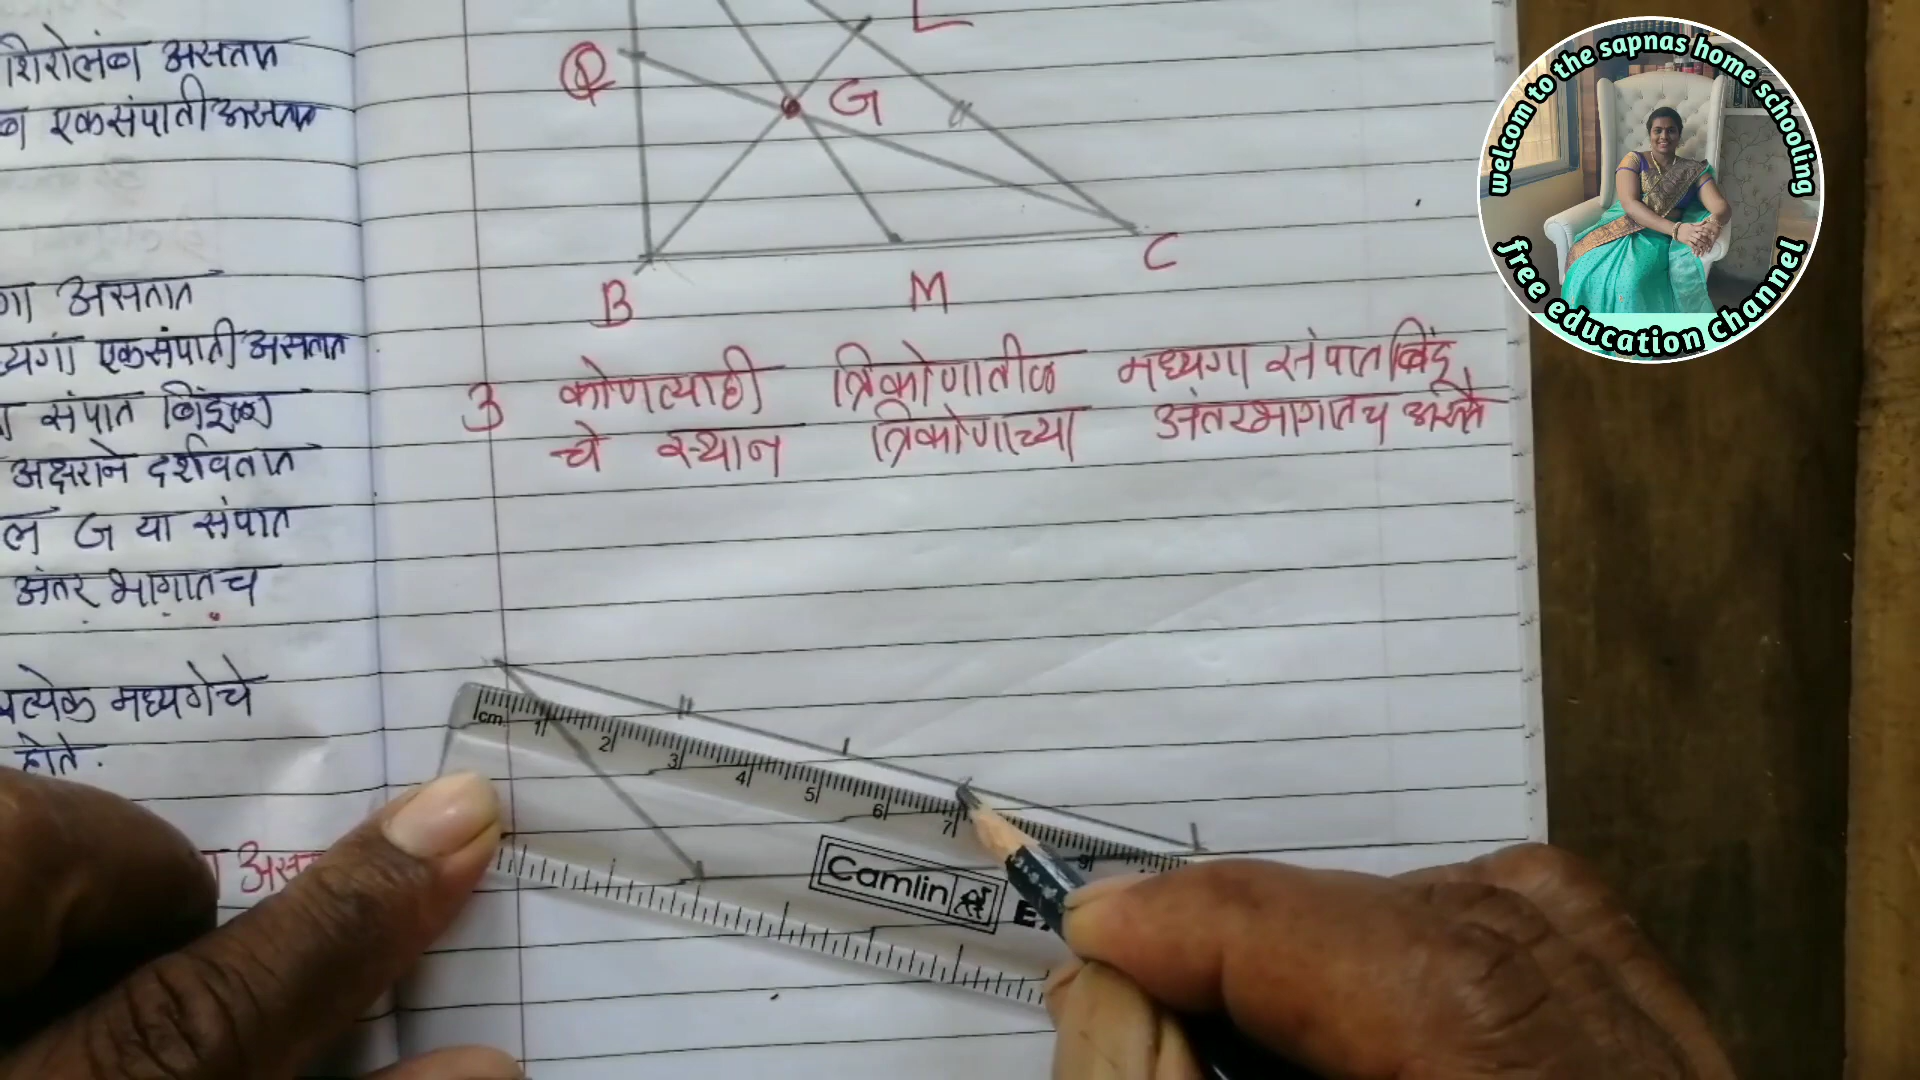 शिरोलंब असतात
एकसंपाती असतात
असतात
एकसंपाती असतात
संपात
अक्षराने दर्शवतात
G या संपात
अंतर भागातच
मध्यगेचे
होते.
Q
G
B
M
C
3 कोणत्याही त्रिकोणातील मध्यगा संपातबिंदू
चे स्थान त्रिकोणाच्या अंतरभागातच असते
cm 1 2 3 4 5 6 7 9
Camlin
welcom to the sapnas home schooling
free education channel